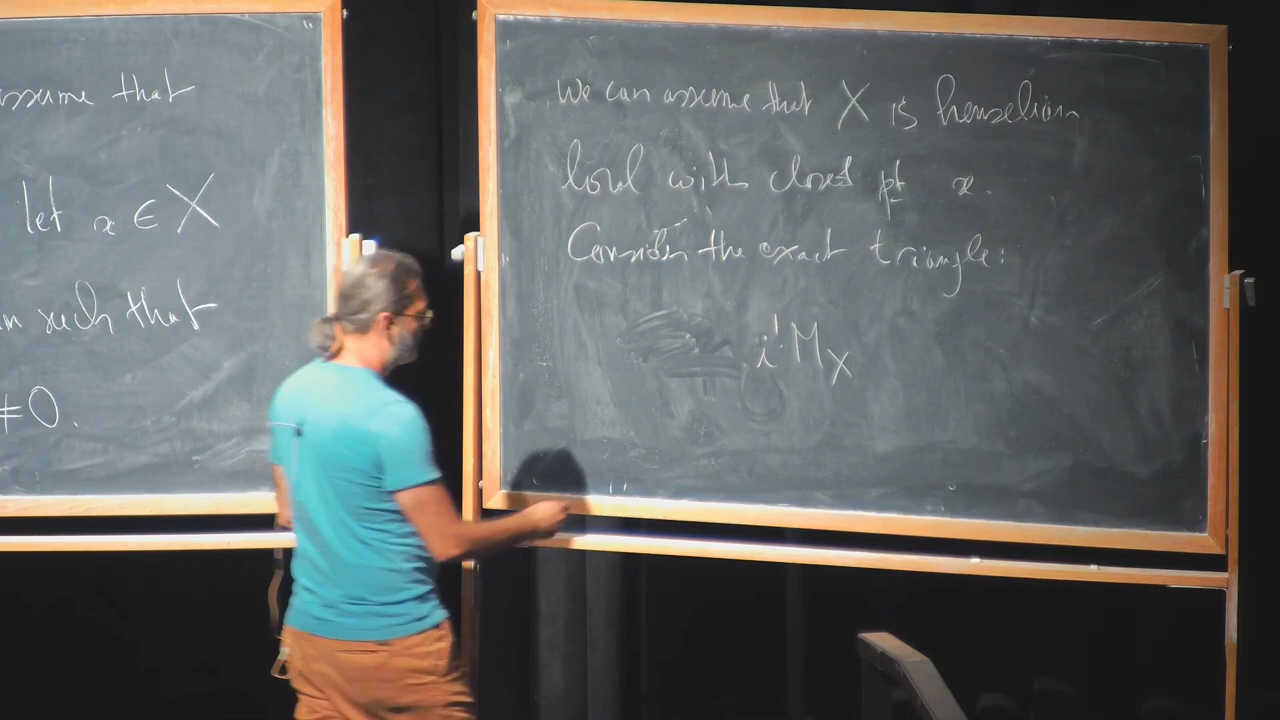 assume that
let x ∈ X
such that
≠0.
We can assume that X is henselian
local with closed pt x.
Consider the exact triangle:
i^! M_X